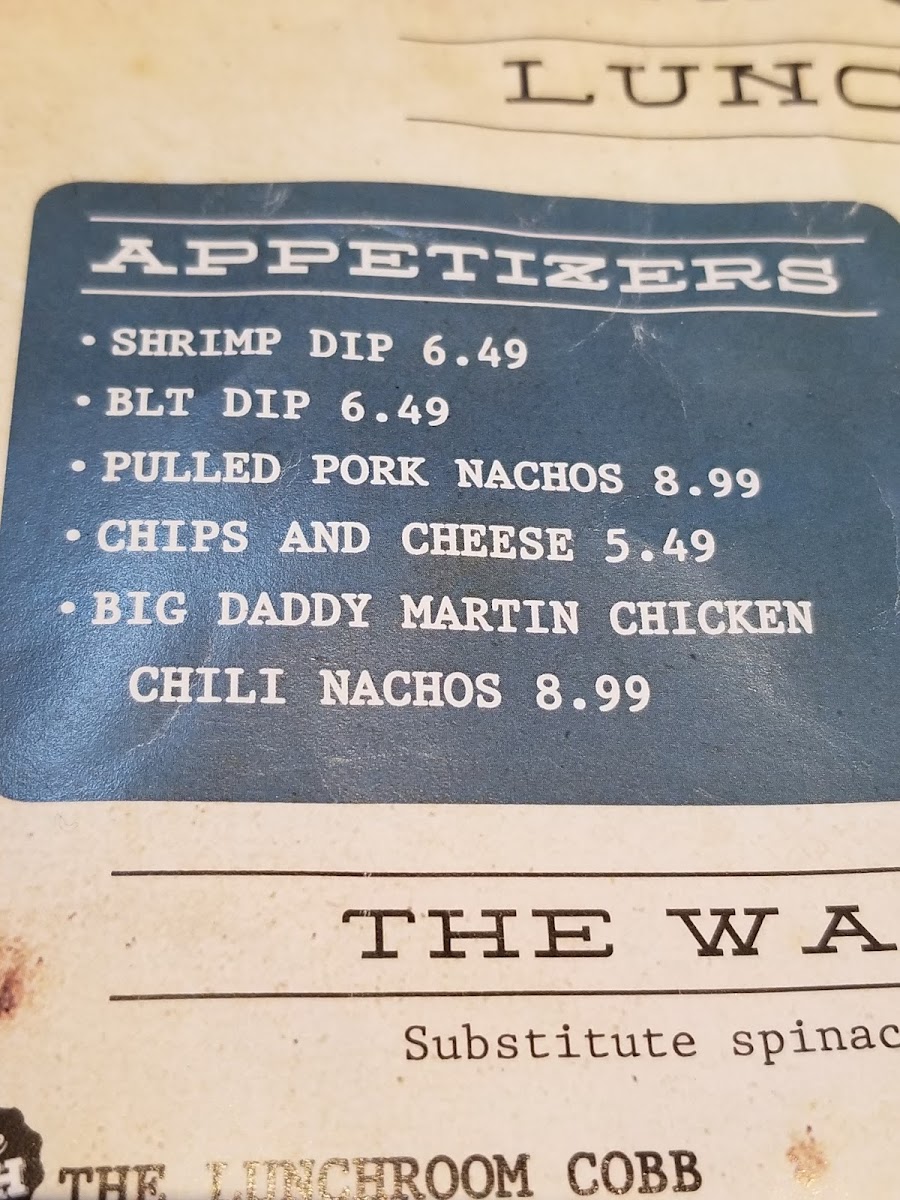 LUNC
APPETIZERS
• SHRIMP DIP 6.49
• BLT DIP 6.49
• PULLED PORK NACHOS 8.99
• CHIPS AND CHEESE 5.49
• BIG DADDY MARTIN CHICKEN
CHILI NACHOS 8.99
THE WA
Substitute spinac
THE LUNCHROOM COBB